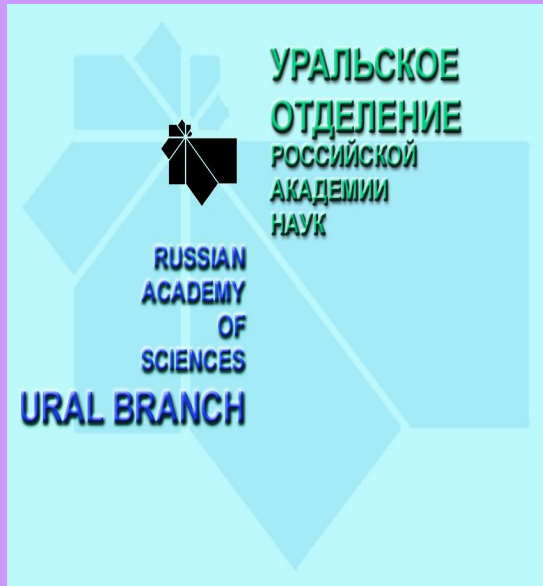 УРАЛЬСКОЕ
ОТДЕЛЕНИЕ
РОССИЙСКОЙ
АКАДЕМИИ
НАУК
RUSSIAN
ACADEMY
OF
SCIENCES
URAL BRANCH